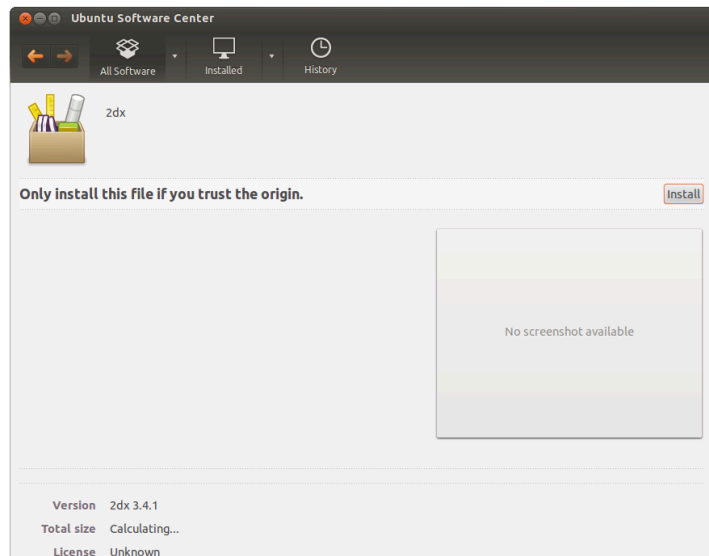 Ubuntu Software Center
All Software
Installed
History
2dx
Only install this file if you trust the origin.
Install
No screenshot available
Version 2dx 3.4.1
Total size Calculating...
License Unknown